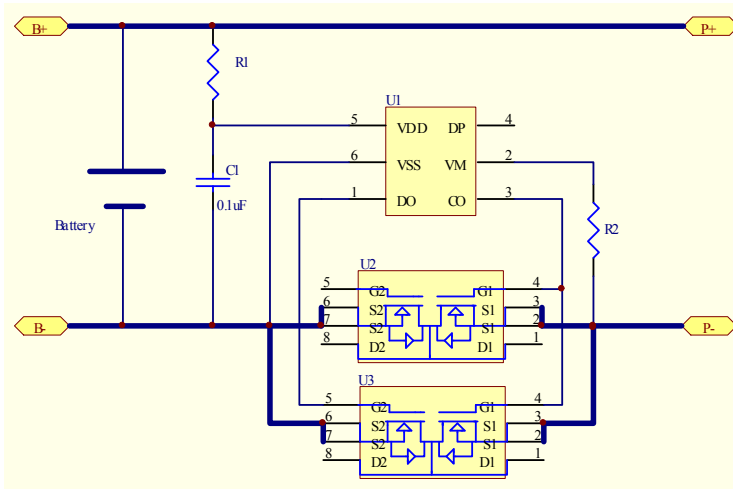 B+
P+
R1
U1
5 VDD DP 4
6 VSS VM 2
1 DO CO 3
C1
0.1uF
Battery
R2
U2
5 G2 G1 4
6 S2 S1 3
7 S2 S1 2
8 D2 D1 1
B-
P-
U3
5 G2 G1 4
6 S2 S1 3
7 S2 S1 2
8 D2 D1 1